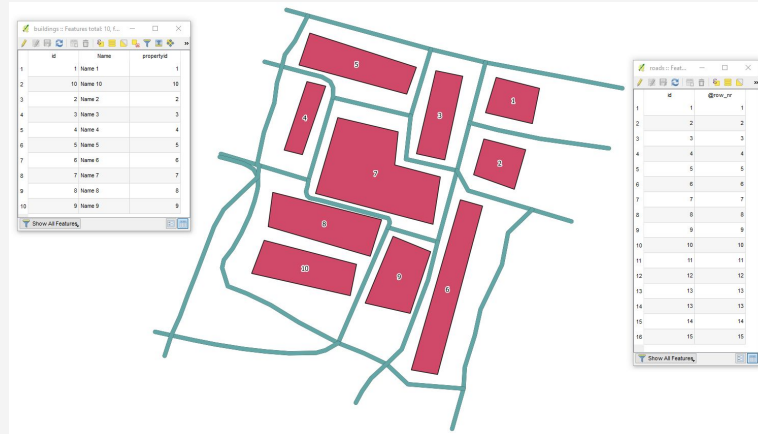 buildings :: Features total: 10, f...
id Name propertyid
1 1 Name 1 1
2 10 Name 10 10
3 2 Name 2 2
4 3 Name 3 3
5 4 Name 4 4
6 5 Name 5 5
7 6 Name 6 6
8 7 Name 7 7
9 8 Name 8 8
10 9 Name 9 9
Show All Features
5
3
1
4
2
7
8
10
9
6
roads :: Feat...
id @row_nr
1 1 1
2 2 2
3 3 3
4 4 4
5 5 5
6 6 6
7 7 7
8 8 8
9 9 9
10 10 10
11 11 11
12 12 12
13 13 13
14 13 13
15 14 14
16 15 15
Show All Features